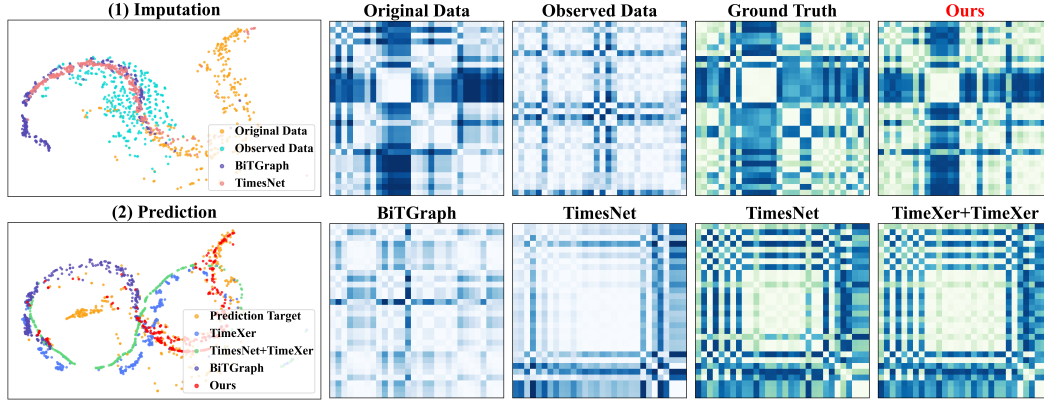 (1) Imputation
Original Data
Observed Data
BiTGraph
TimesNet
Original Data
Observed Data
Ground Truth
Ours
(2) Prediction
Prediction Target
TimeXer
TimesNet+TimeXer
BiTGraph
Ours
BiTGraph
TimesNet
TimesNet
TimeXer+TimeXer